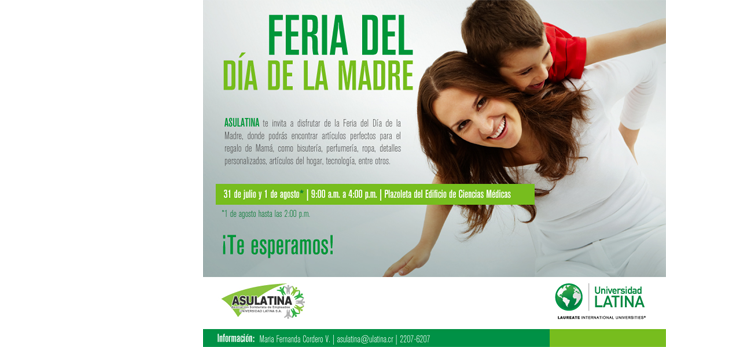 FERIA DEL
DÍA DE LA MADRE
ASULATINA te invita a disfrutar de la Feria del Día de la
Madre, donde podrás encontrar artículos perfectos para el
regalo de Mamá, como bisutería, perfumería, ropa, detalles
personalizados, artículos del hogar, tecnología, entre otros.
31 de julio y 1 de agosto* | 9:00 a.m. a 4:00 p.m. | Plazoleta del Edificio de Ciencias Médicas
*1 de agosto hasta las 2:00 p.m.
¡Te esperamos!
ASULATINA
UNIVERSIDAD LATINA S.A.
Universidad
LATINA
LAUREATE INTERNATIONAL UNIVERSITIES®
Información: Maria Fernanda Cordero V. | asulatina@ulatina.cr | 2207-6207